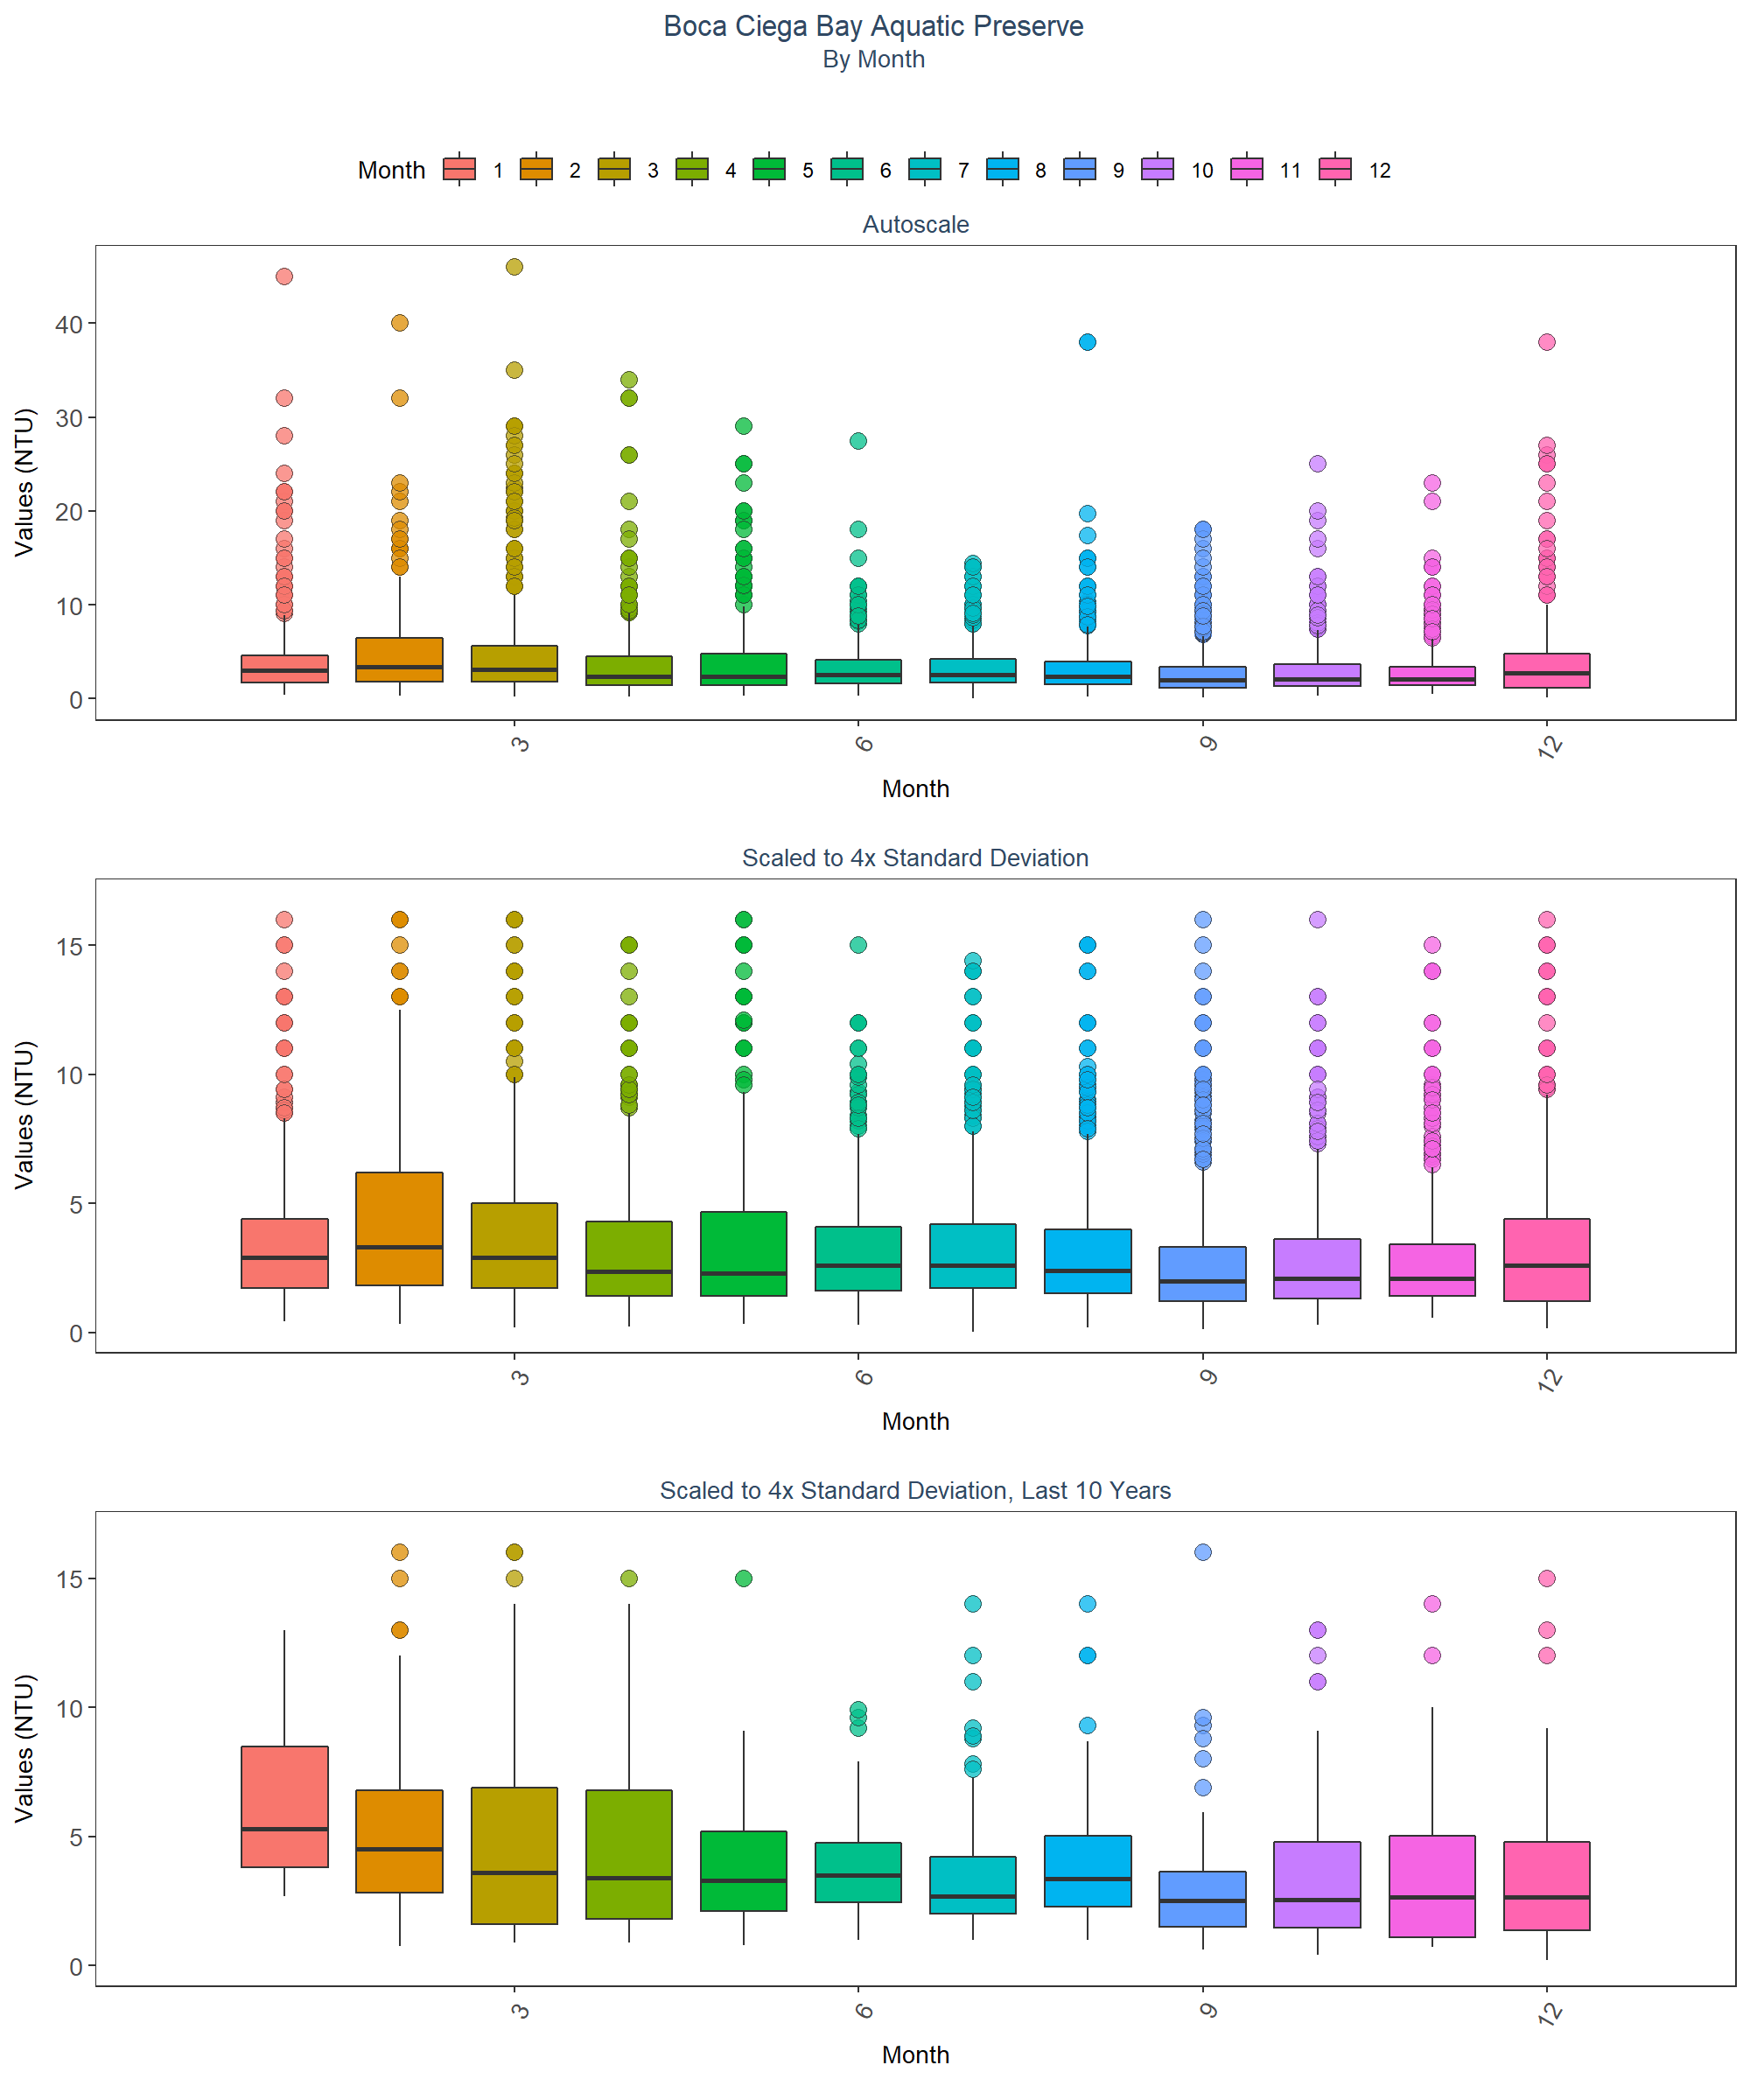 Boca Ciega Bay Aquatic Preserve
By Month
Month 1 2 3 4 5 6 7 8 9 10 11 12
Autoscale
Values (NTU)
40
30
20
10
0
3 6 9 12
Month
Scaled to 4x Standard Deviation
Values (NTU)
15
10
5
0
3 6 9 12
Month
Scaled to 4x Standard Deviation, Last 10 Years
Values (NTU)
15
10
5
0
3 6 9 12
Month